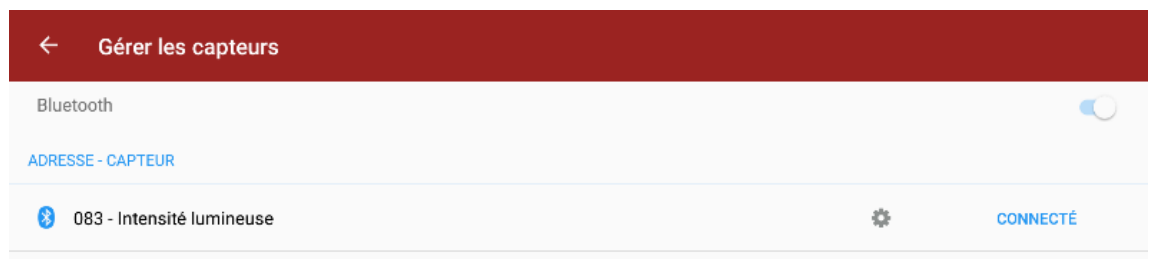 Gérer les capteurs
Bluetooth
ADRESSE - CAPTEUR
083 - Intensité lumineuse CONNECTÉ